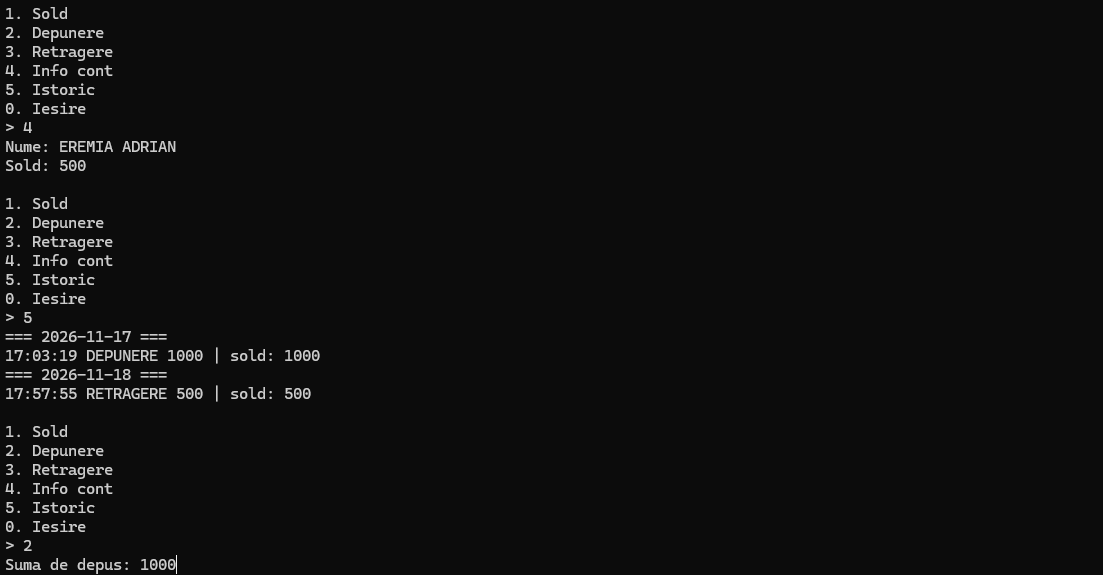 1. Sold
2. Depunere
3. Retragere
4. Info cont
5. Istoric
0. Iesire
> 4
Nume: EREMIA ADRIAN
Sold: 500
1. Sold
2. Depunere
3. Retragere
4. Info cont
5. Istoric
0. Iesire
> 5
=== 2026-11-17 ===
17:03:19 DEPUNERE 1000 | sold: 1000
=== 2026-11-18 ===
17:57:55 RETRAGERE 500 | sold: 500
1. Sold
2. Depunere
3. Retragere
4. Info cont
5. Istoric
0. Iesire
> 2
Suma de depus: 1000